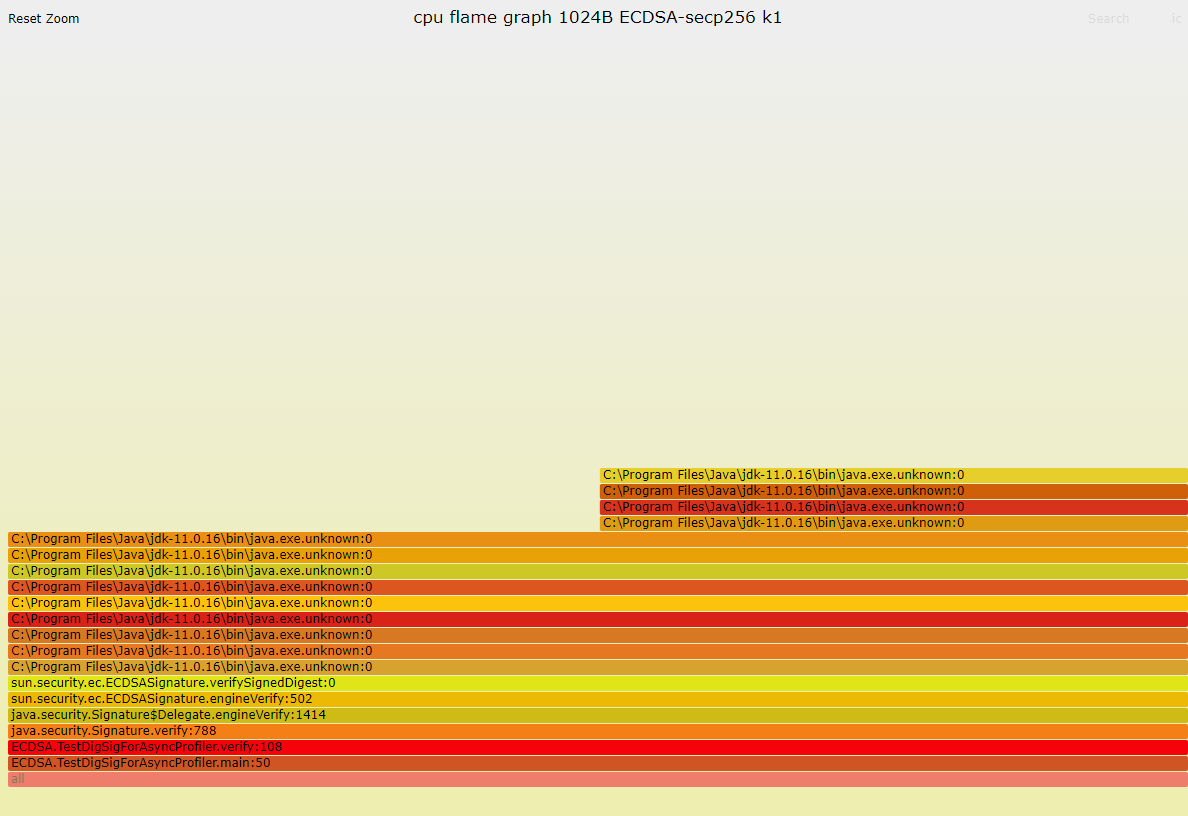 Reset Zoom
cpu flame graph 1024B ECDSA-secp256 k1
Search
ic
C:\Program Files\Java\jdk-11.0.16\bin\java.exe.unknown:0
C:\Program Files\Java\jdk-11.0.16\bin\java.exe.unknown:0
C:\Program Files\Java\jdk-11.0.16\bin\java.exe.unknown:0
C:\Program Files\Java\jdk-11.0.16\bin\java.exe.unknown:0
C:\Program Files\Java\jdk-11.0.16\bin\java.exe.unknown:0
C:\Program Files\Java\jdk-11.0.16\bin\java.exe.unknown:0
C:\Program Files\Java\jdk-11.0.16\bin\java.exe.unknown:0
C:\Program Files\Java\jdk-11.0.16\bin\java.exe.unknown:0
C:\Program Files\Java\jdk-11.0.16\bin\java.exe.unknown:0
C:\Program Files\Java\jdk-11.0.16\bin\java.exe.unknown:0
C:\Program Files\Java\jdk-11.0.16\bin\java.exe.unknown:0
C:\Program Files\Java\jdk-11.0.16\bin\java.exe.unknown:0
C:\Program Files\Java\jdk-11.0.16\bin\java.exe.unknown:0
sun.security.ec.ECDSASignature.verifySignedDigest:0
sun.security.ec.ECDSASignature.engineVerify:502
java.security.Signature$Delegate.engineVerify:1414
java.security.Signature.verify:788
ECDSA.TestDigSigForAsyncProfiler.verify:108
ECDSA.TestDigSigForAsyncProfiler.main:50
all